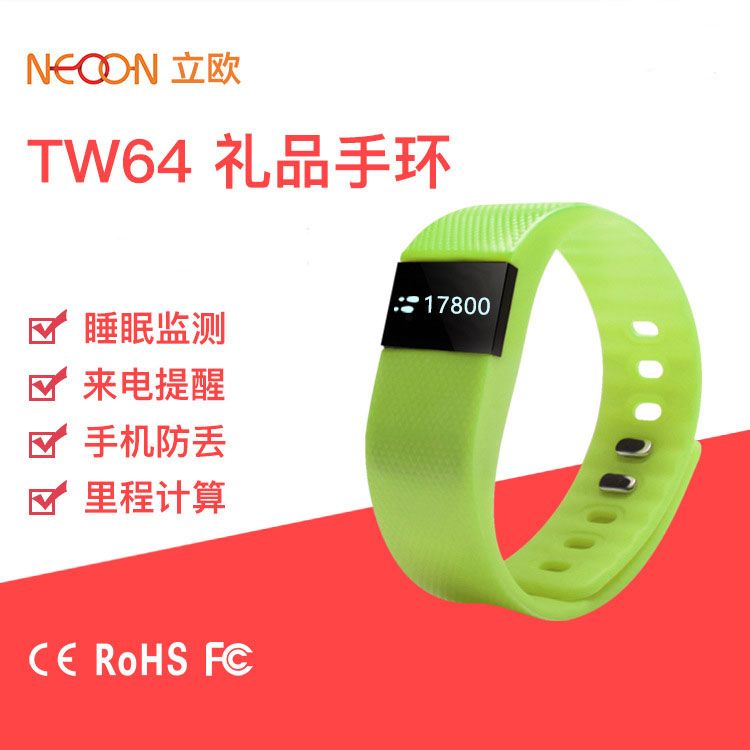 NEOON 立欧
TW64 礼品手环
17800
睡眠监测
来电提醒
手机防丢
里程计算
CE RoHS FC